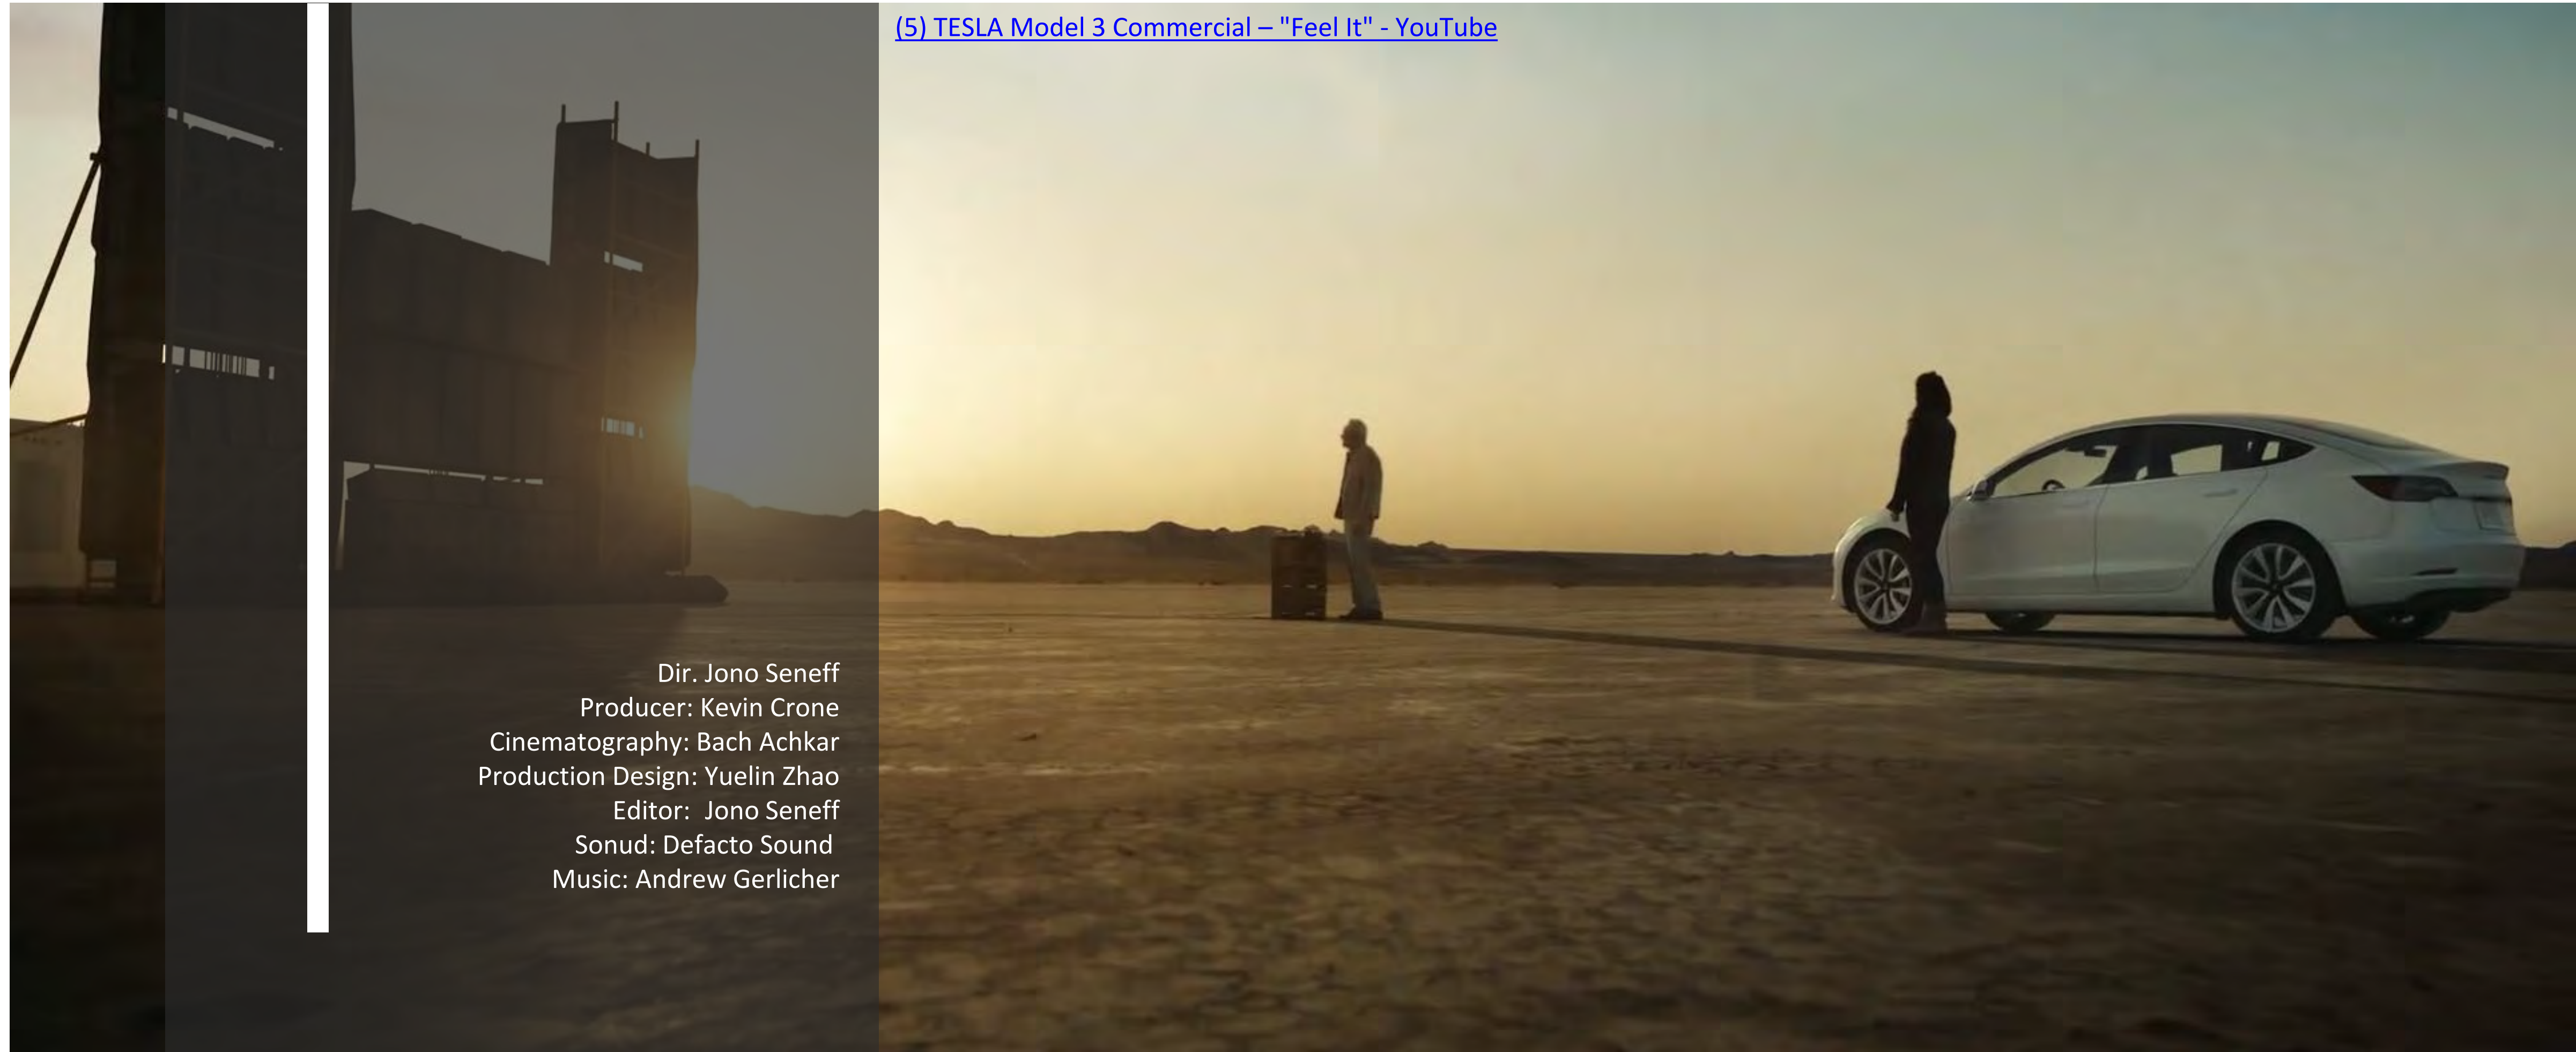 (5) TESLA Model 3 Commercial – "Feel It" - YouTube
Dir. Jono Seneff
Producer: Kevin Crone
Cinematography: Bach Achkar
Production Design: Yuelin Zhao
Editor:  Jono Seneff
Sonud: Defacto Sound
Music: Andrew Gerlicher